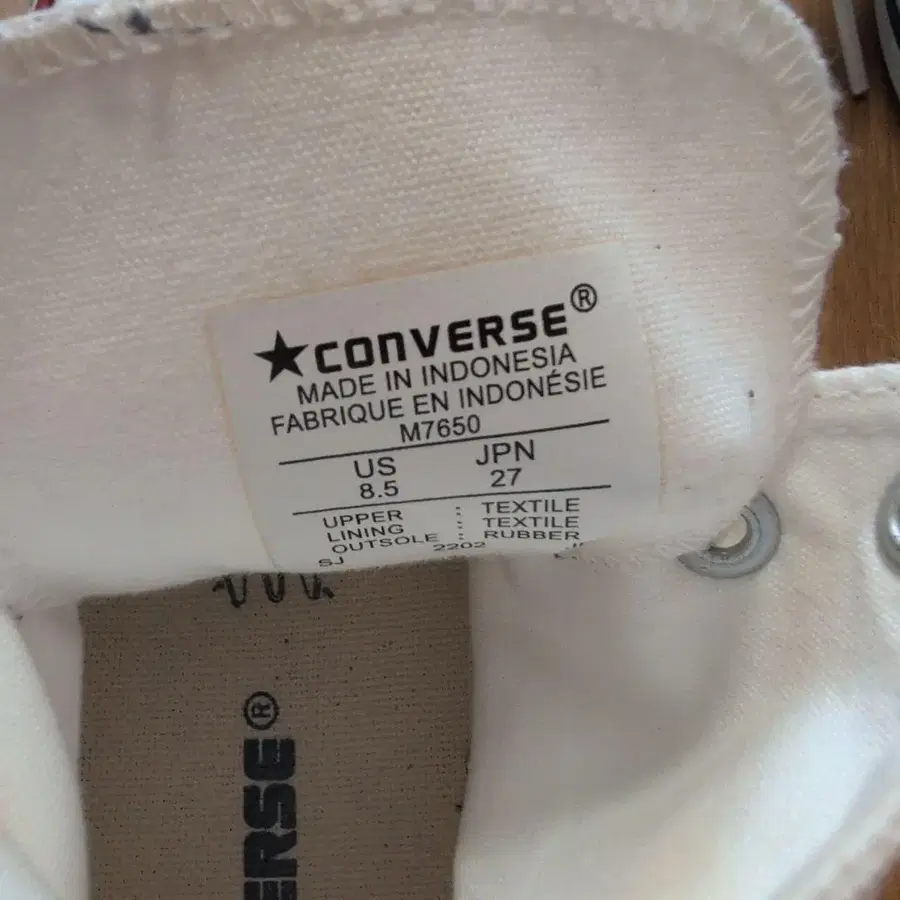 ★CONVERSE®
MADE IN INDONESIA
FABRIQUE EN INDONÉSIE
M7650
US JPN
8.5 27
UPPER : TEXTILE
LINING : TEXTILE
OUTSOLE : RUBBER
SJ 2202
ERSE®